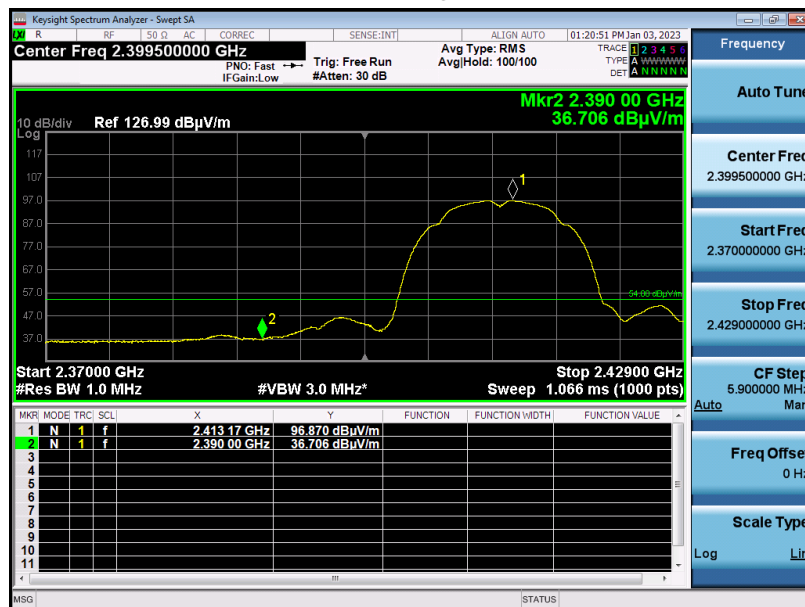 Keysight Spectrum Analyzer - Swept SA
LXI R RF 50 Ω AC CORREC SENSE:INT ALIGN AUTO 01:20:51 PM Jan 03, 2023
Center Freq 2.399500000 GHz
PNO: Fast
IFGain:Low
Trig: Free Run
#Atten: 30 dB
Avg Type: RMS
Avg|Hold: 100/100
TRACE 1 2 3 4 5 6
TYPE A W W W W W
DET A N N N N N
Mkr2 2.390 00 GHz
36.706 dBµV/m
10 dB/div Ref 126.99 dBµV/m
Log
117
107
97.0
87.0
77.0
67.0
57.0
47.0
37.0
1
2
54.00 dBµV/m
Start 2.37000 GHz Stop 2.42900 GHz
#Res BW 1.0 MHz #VBW 3.0 MHz* Sweep 1.066 ms (1000 pts)
MKR MODE TRC SCL X Y FUNCTION FUNCTION WIDTH FUNCTION VALUE
1 N 1 f 2.413 17 GHz 96.870 dBµV/m
2 N 1 f 2.390 00 GHz 36.706 dBµV/m
3
4
5
6
7
8
9
10
11
MSG STATUS
Frequency
Auto Tune
Center Freq
2.399500000 GHz
Start Freq
2.370000000 GHz
Stop Freq
2.429000000 GHz
CF Step
5.900000 MHz
Auto Man
Freq Offset
0 Hz
Scale Type
Log Lin